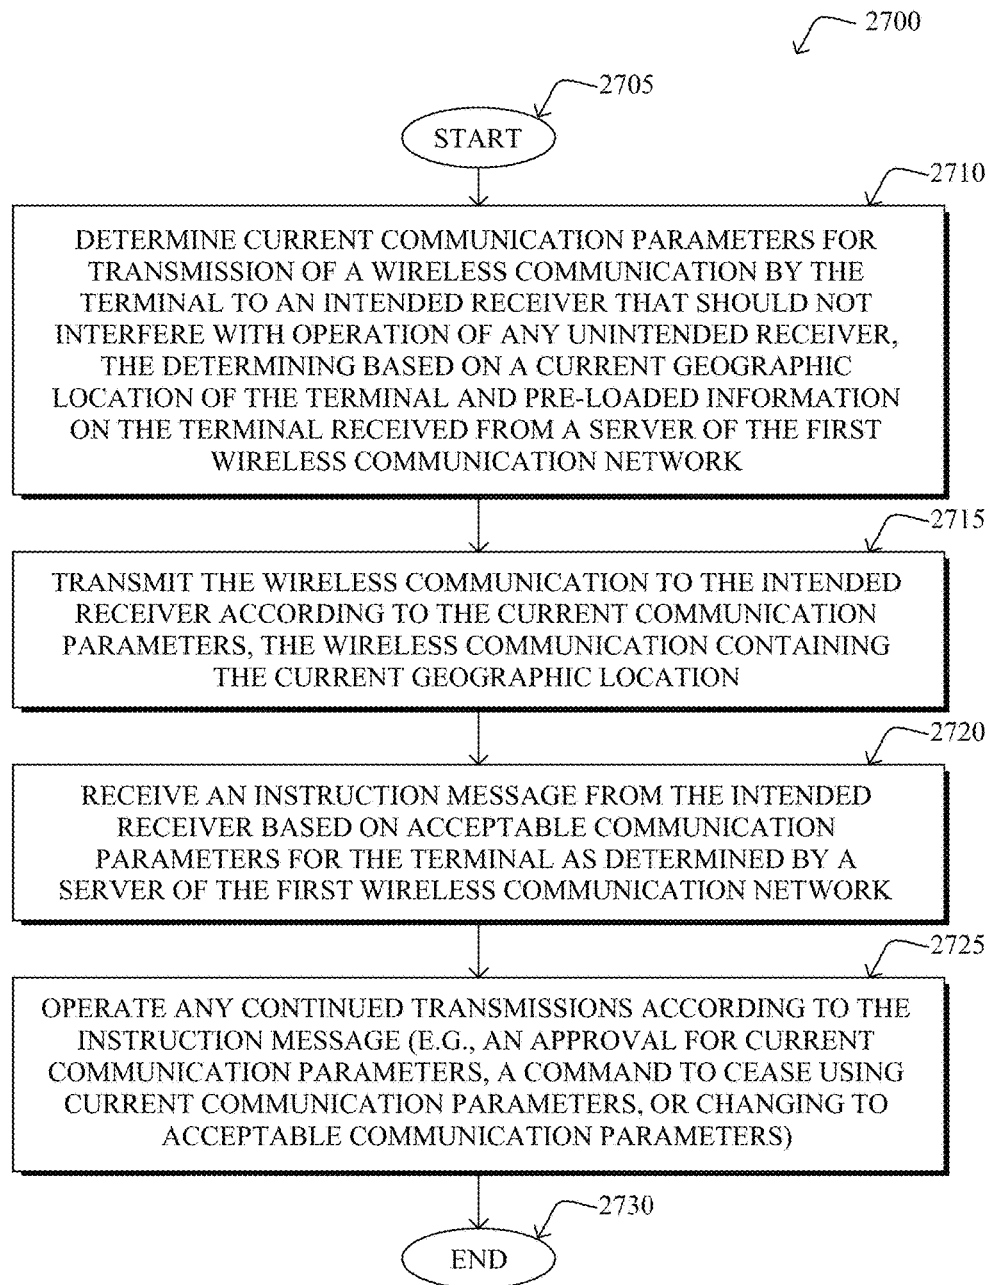 2700
2705
START
2710
DETERMINE CURRENT COMMUNICATION PARAMETERS FOR
TRANSMISSION OF A WIRELESS COMMUNICATION BY THE
TERMINAL TO AN INTENDED RECEIVER THAT SHOULD NOT
INTERFERE WITH OPERATION OF ANY UNINTENDED RECEIVER,
THE DETERMINING BASED ON A CURRENT GEOGRAPHIC
LOCATION OF THE TERMINAL AND PRE-LOADED INFORMATION
ON THE TERMINAL RECEIVED FROM A SERVER OF THE FIRST
WIRELESS COMMUNICATION NETWORK
2715
TRANSMIT THE WIRELESS COMMUNICATION TO THE INTENDED
RECEIVER ACCORDING TO THE CURRENT COMMUNICATION
PARAMETERS, THE WIRELESS COMMUNICATION CONTAINING
THE CURRENT GEOGRAPHIC LOCATION
2720
RECEIVE AN INSTRUCTION MESSAGE FROM THE INTENDED
RECEIVER BASED ON ACCEPTABLE COMMUNICATION
PARAMETERS FOR THE TERMINAL AS DETERMINED BY A
SERVER OF THE FIRST WIRELESS COMMUNICATION NETWORK
2725
OPERATE ANY CONTINUED TRANSMISSIONS ACCORDING TO THE
INSTRUCTION MESSAGE (E.G., AN APPROVAL FOR CURRENT
COMMUNICATION PARAMETERS, A COMMAND TO CEASE USING
CURRENT COMMUNICATION PARAMETERS, OR CHANGING TO
ACCEPTABLE COMMUNICATION PARAMETERS)
2730
END